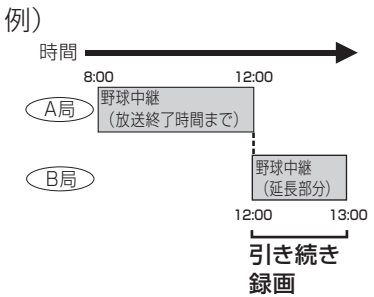 例）
時間
8:00 12:00
A局
野球中継
（放送終了時間まで）
B局
野球中継
（延長部分）
12:00 13:00
引き続き
録画